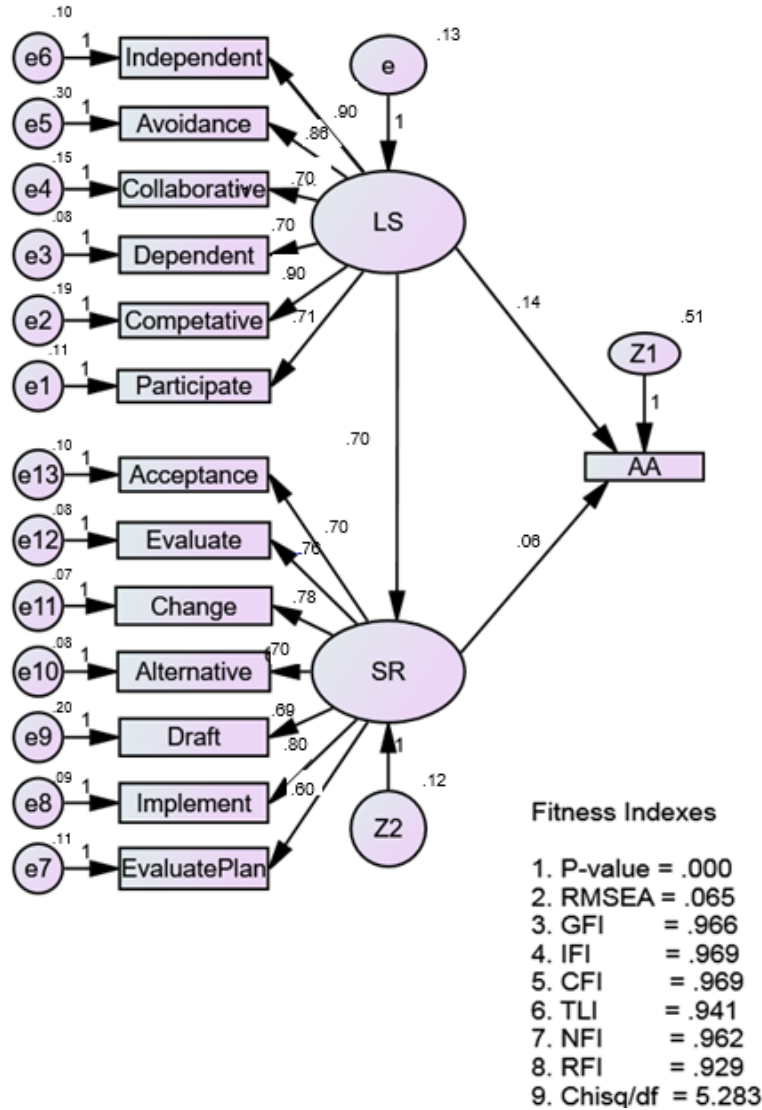 .10
e6 1 Independent
.30
e5 1 Avoidance
.15
e4 1 Collaborative
.08
e3 1 Dependent
.19
e2 1 Competative
.11
e1 1 Participate
.13
e
1
.90
.86
.70
.70
.90
.71
LS
.14
.51
Z1
1
AA
.70
.06
.10
e13 1 Acceptance
.08
e12 1 Evaluate
.07
e11 1 Change
.08
e10 1 Alternative
.20
e9 1 Draft
.09
e8 1 Implement
.11
e7 1 EvaluatePlan
.70
.76
.78
.70
.69
.80
.60
SR
1
.12
Z2
Fitness Indexes
1. P-value = .000
2. RMSEA = .065
3. GFI = .966
4. IFI = .969
5. CFI = .969
6. TLI = .941
7. NFI = .962
8. RFI = .929
9. Chisq/df = 5.283